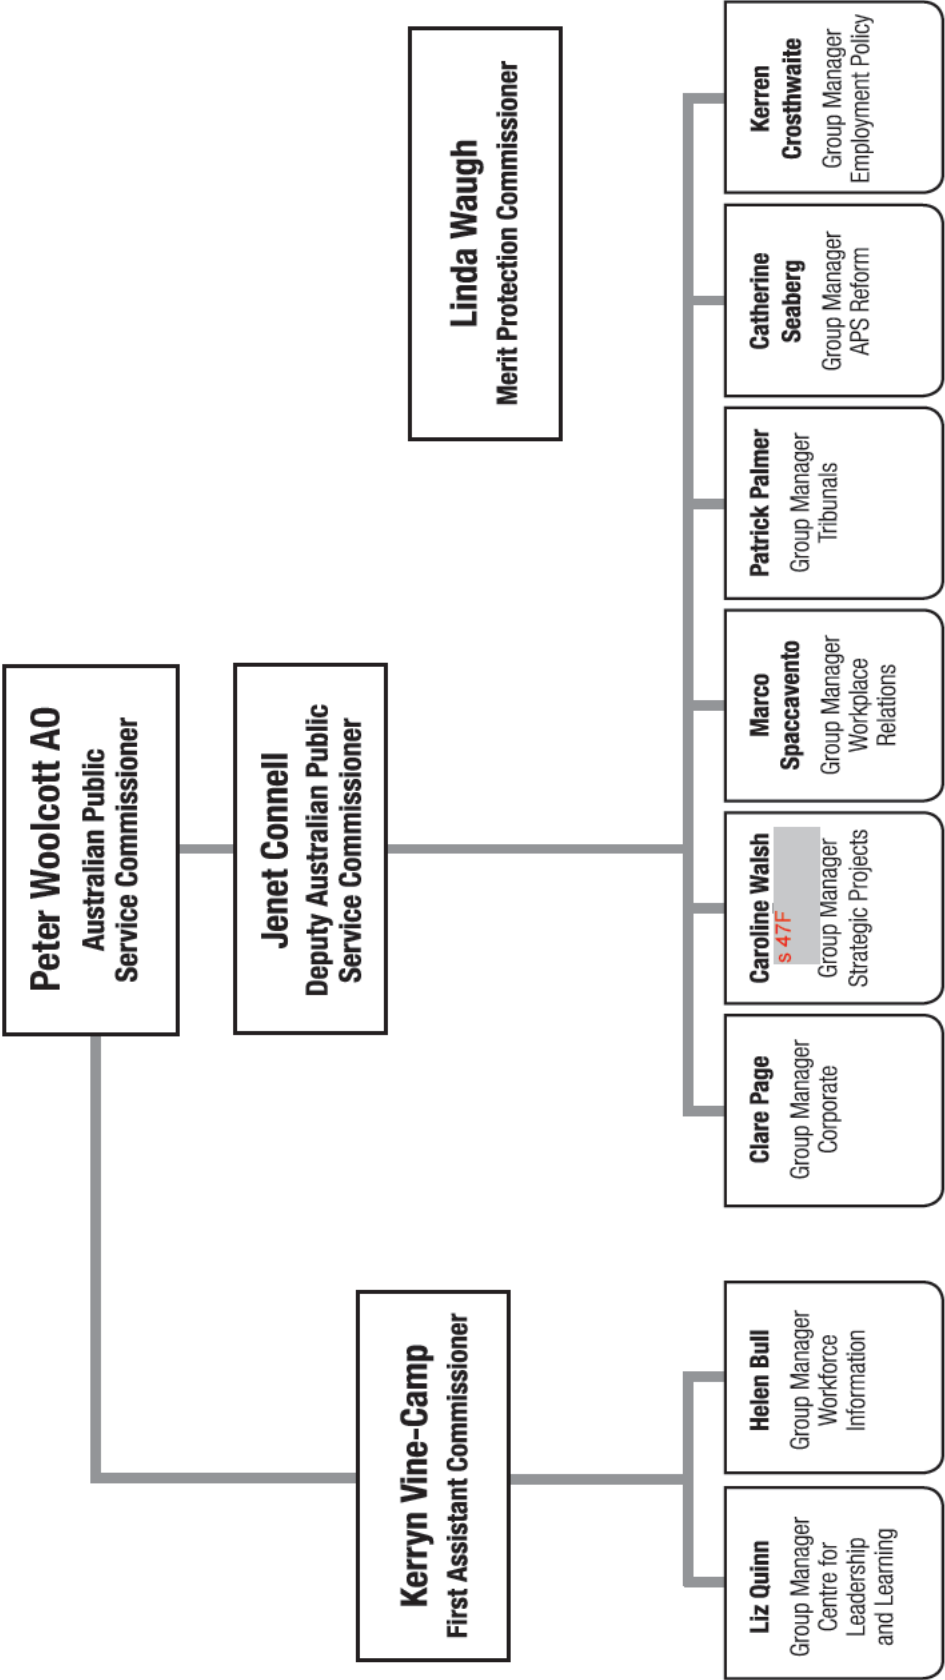 Peter Woolcott AO
Australian Public
Service Commissioner
Jenet Connell
Deputy Australian Public
Service Commissioner
Linda Waugh
Merit Protection Commissioner
Kerryn Vine-Camp
First Assistant Commissioner
Liz Quinn
Group Manager
Centre for
Leadership
and Learning
Helen Bull
Group Manager
Workforce
Information
Clare Page
Group Manager
Corporate
Caroline Walsh
s 47F
Group Manager
Strategic Projects
Marco
Spaccavento
Group Manager
Workplace
Relations
Patrick Palmer
Group Manager
Tribunals
Catherine
Seaberg
Group Manager
APS Reform
Kerren
Crosthwaite
Group Manager
Employment Policy